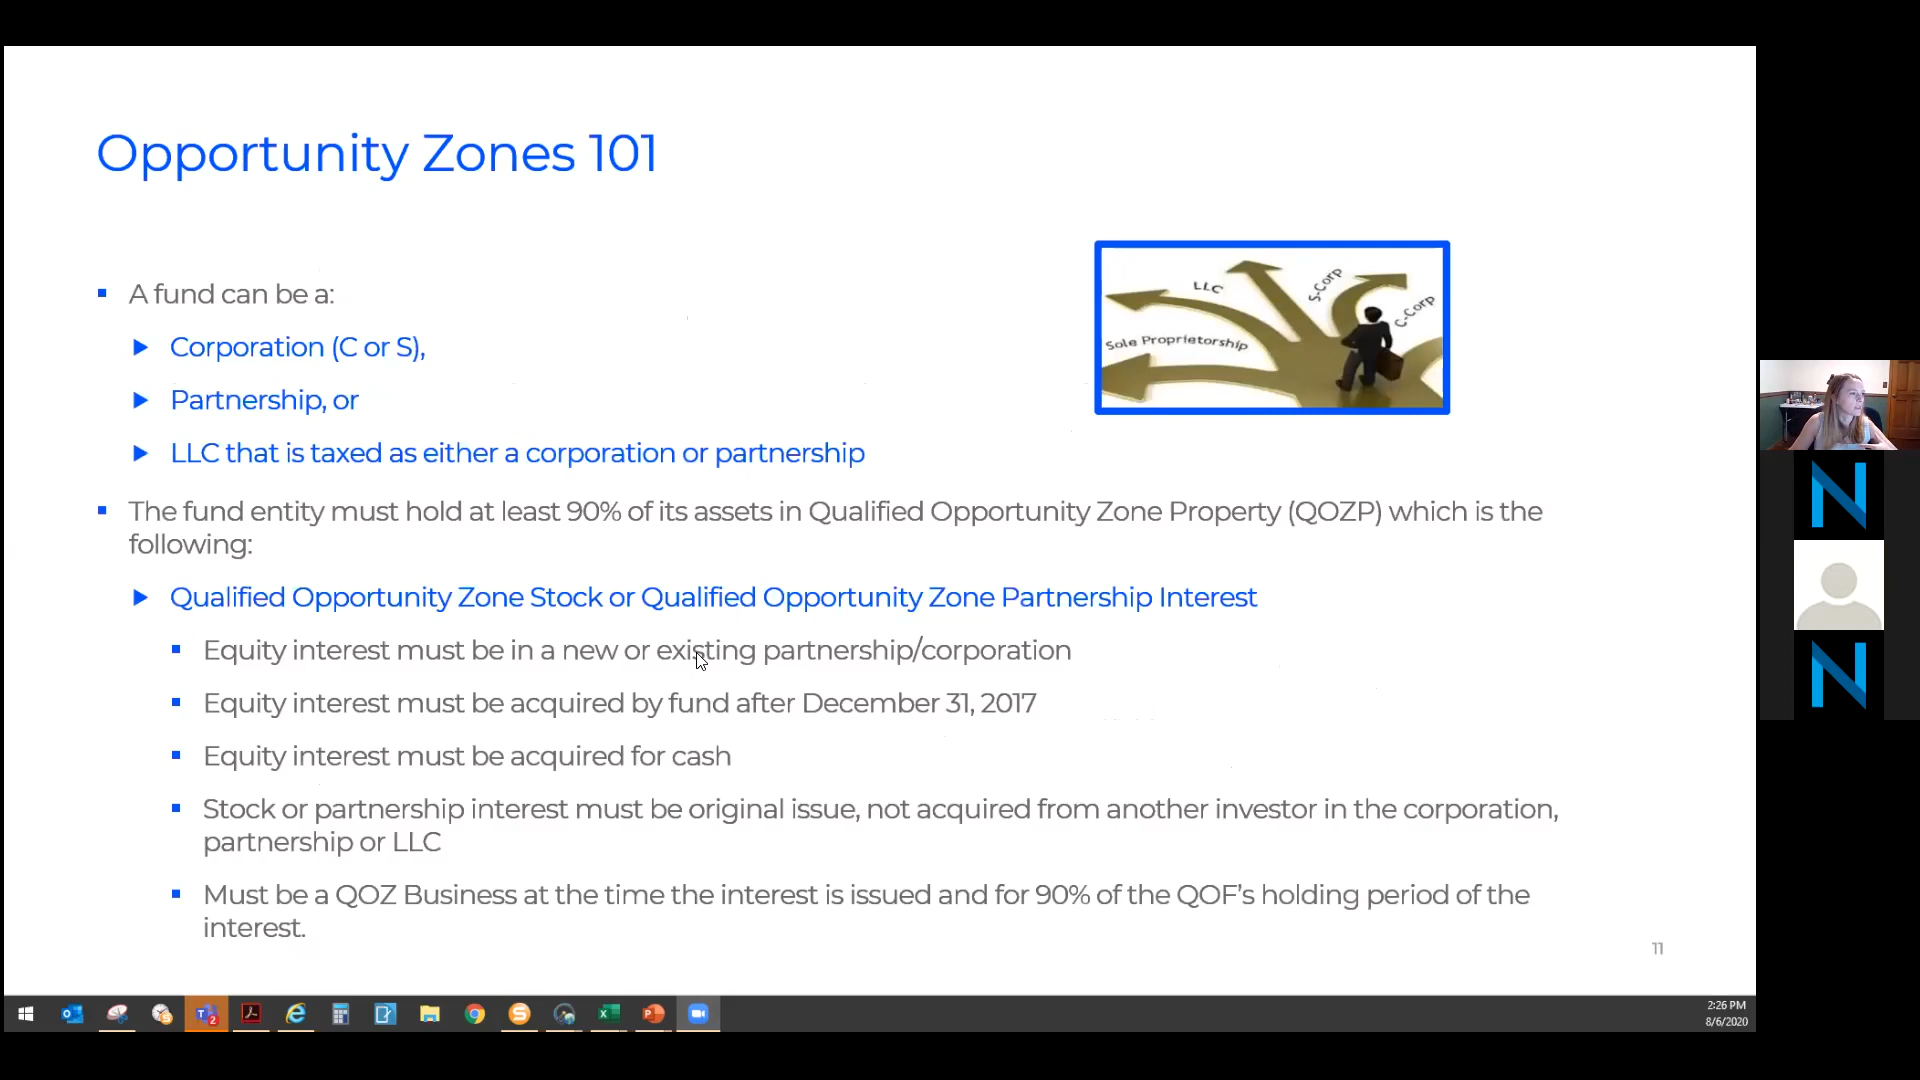 Opportunity Zones 101
A fund can be a:
Corporation (C or S),
Partnership, or
LLC that is taxed as either a corporation or partnership
LLC
S-Corp
C-Corp
Sole Proprietorship
The fund entity must hold at least 90% of its assets in Qualified Opportunity Zone Property (QOZP) which is the
following:
Qualified Opportunity Zone Stock or Qualified Opportunity Zone Partnership Interest
Equity interest must be in a new or existing partnership/corporation
Equity interest must be acquired by fund after December 31, 2017
Equity interest must be acquired for cash
Stock or partnership interest must be original issue, not acquired from another investor in the corporation,
partnership or LLC
Must be a QOZ Business at the time the interest is issued and for 90% of the QOF’s holding period of the
interest.
11
2:26 PM
8/6/2020